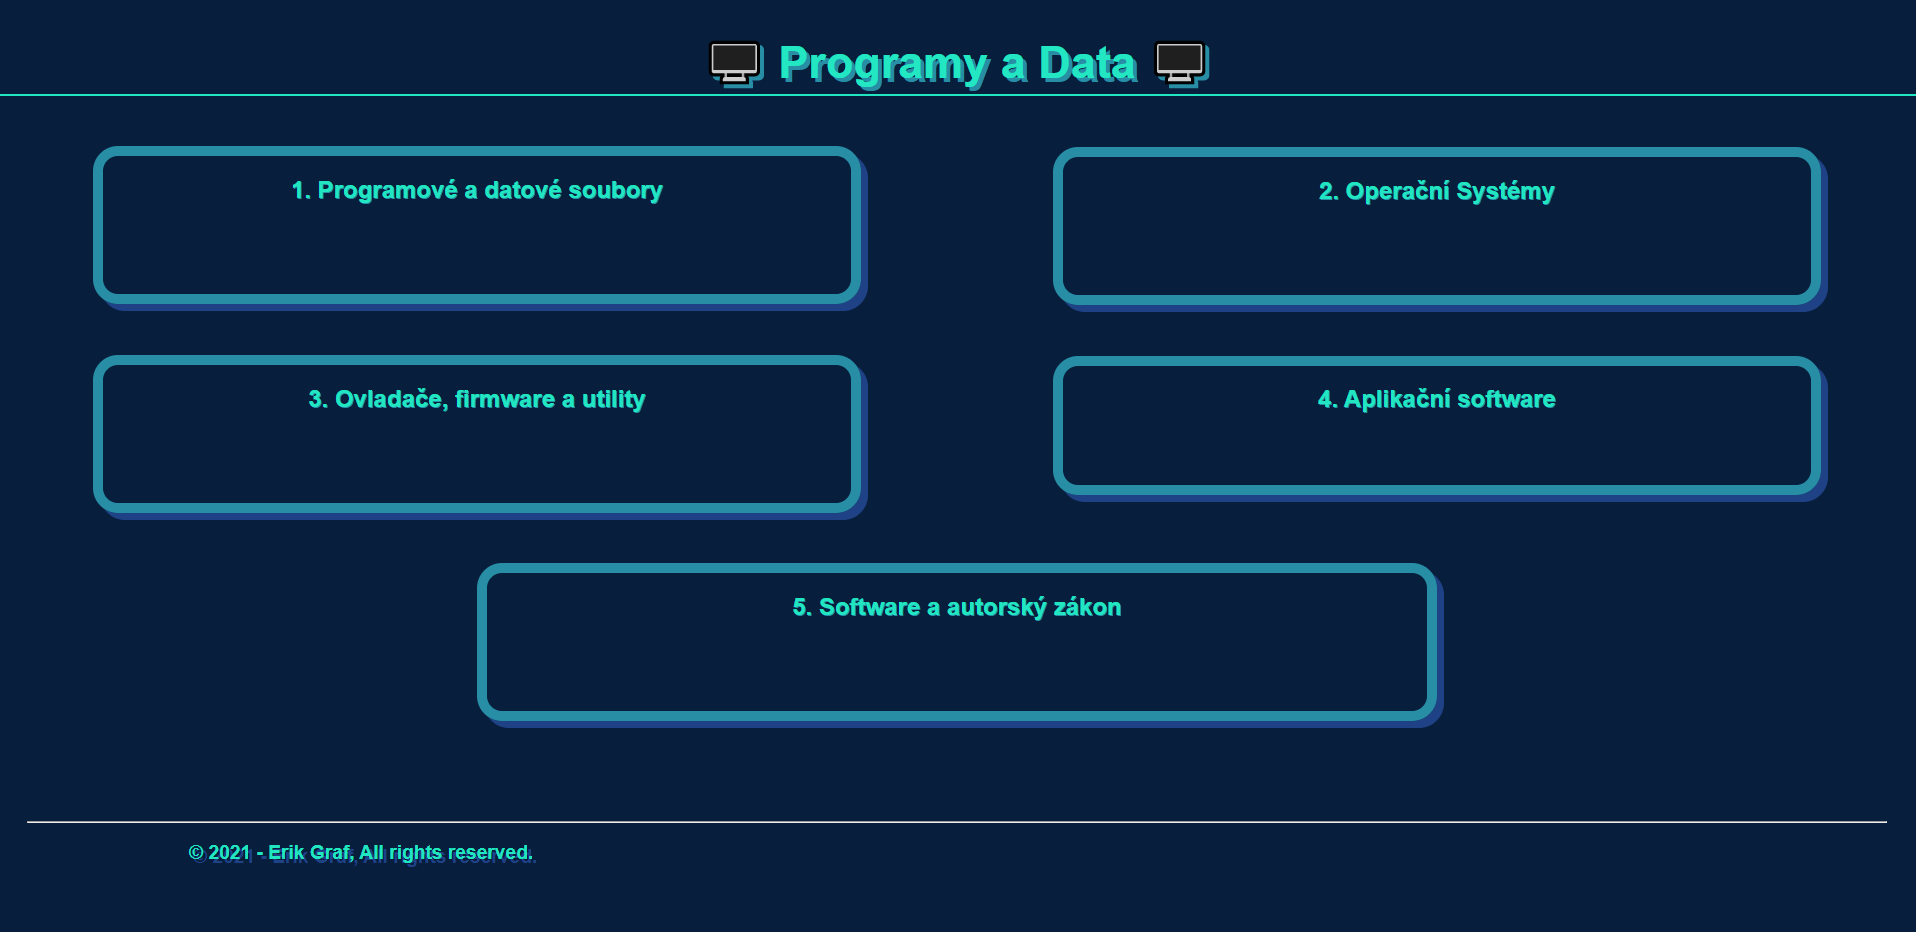 Programy a Data
1. Programové a datové soubory
2. Operační Systémy
3. Ovladače, firmware a utility
4. Aplikační software
5. Software a autorský zákon
© 2021 - Erik Graf, All rights reserved.